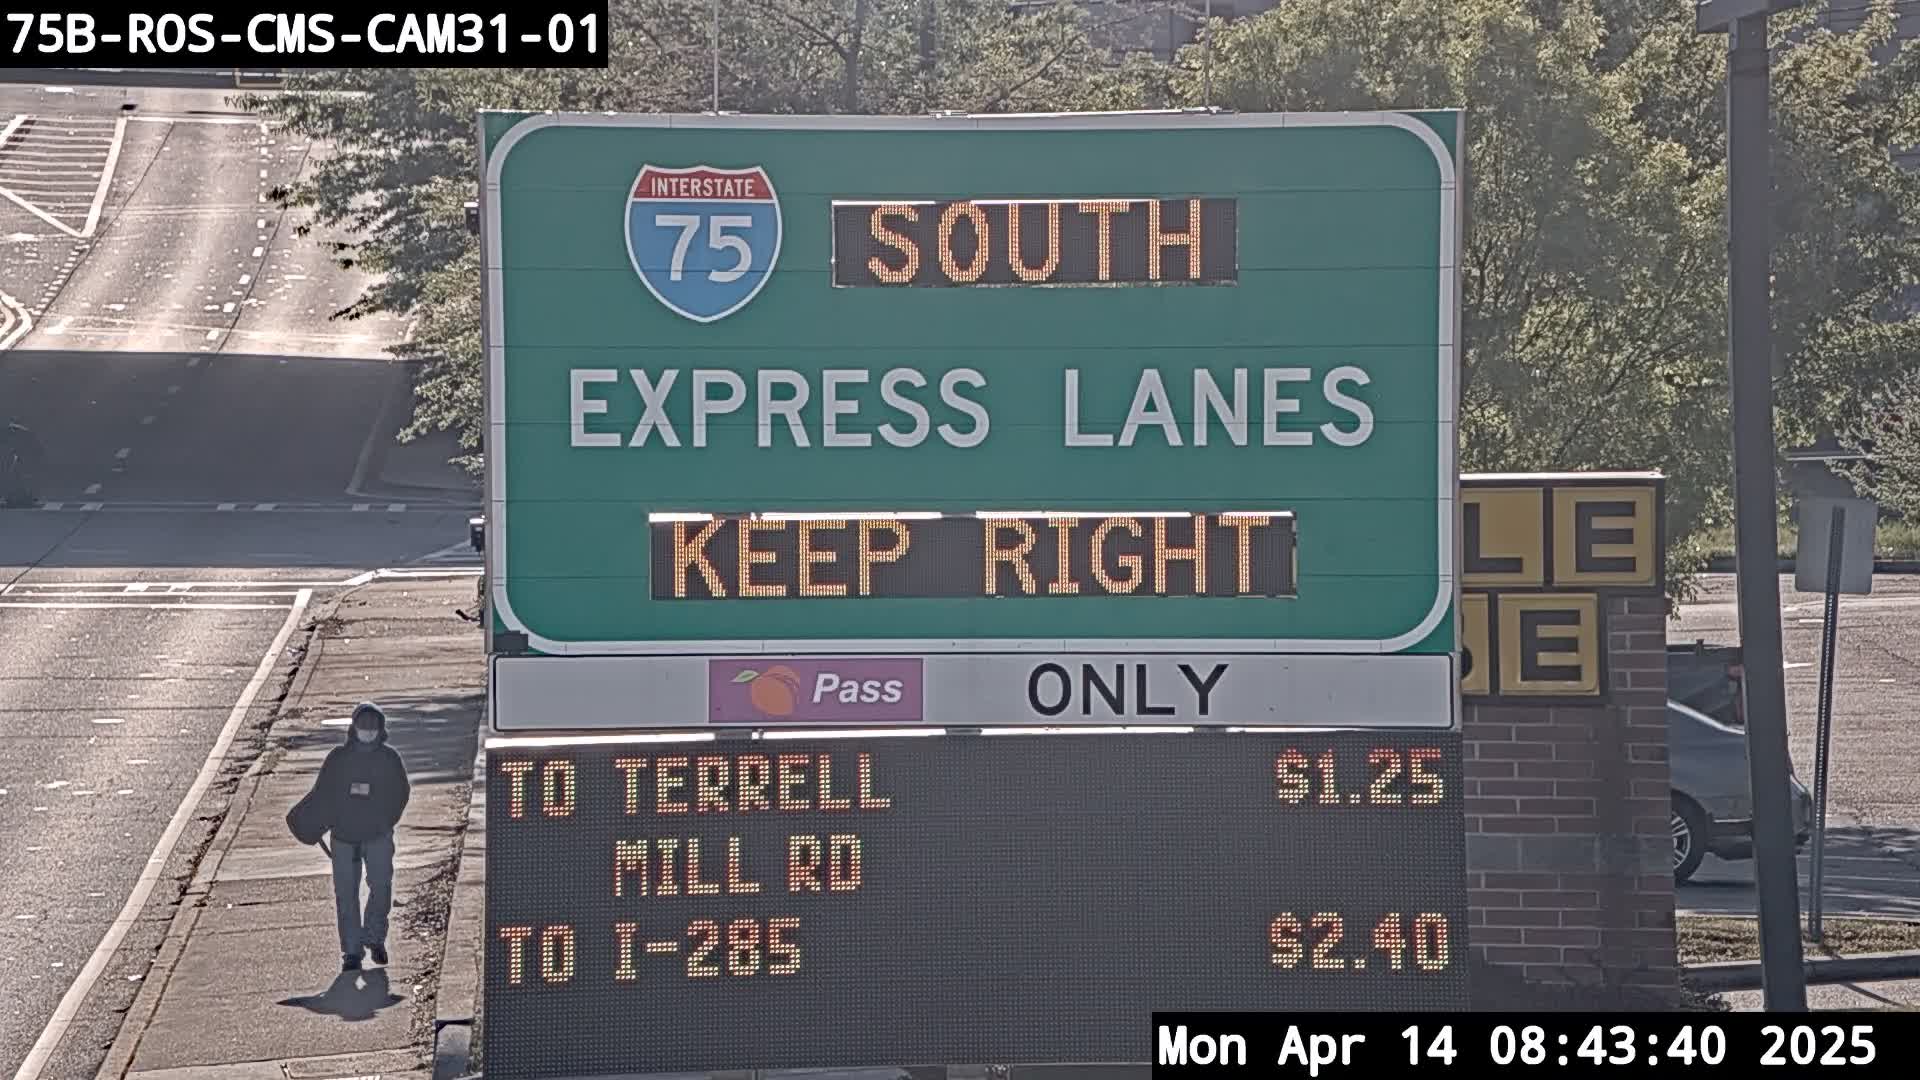 75B-ROS-CMS-CAM31-01
INTERSTATE
75
SOUTH
EXPRESS LANES
KEEP RIGHT
Pass ONLY
TO TERRELL $1.25
MILL RD
TO I-285 $2.40
LE
E
Mon Apr 14 08:43:40 2025